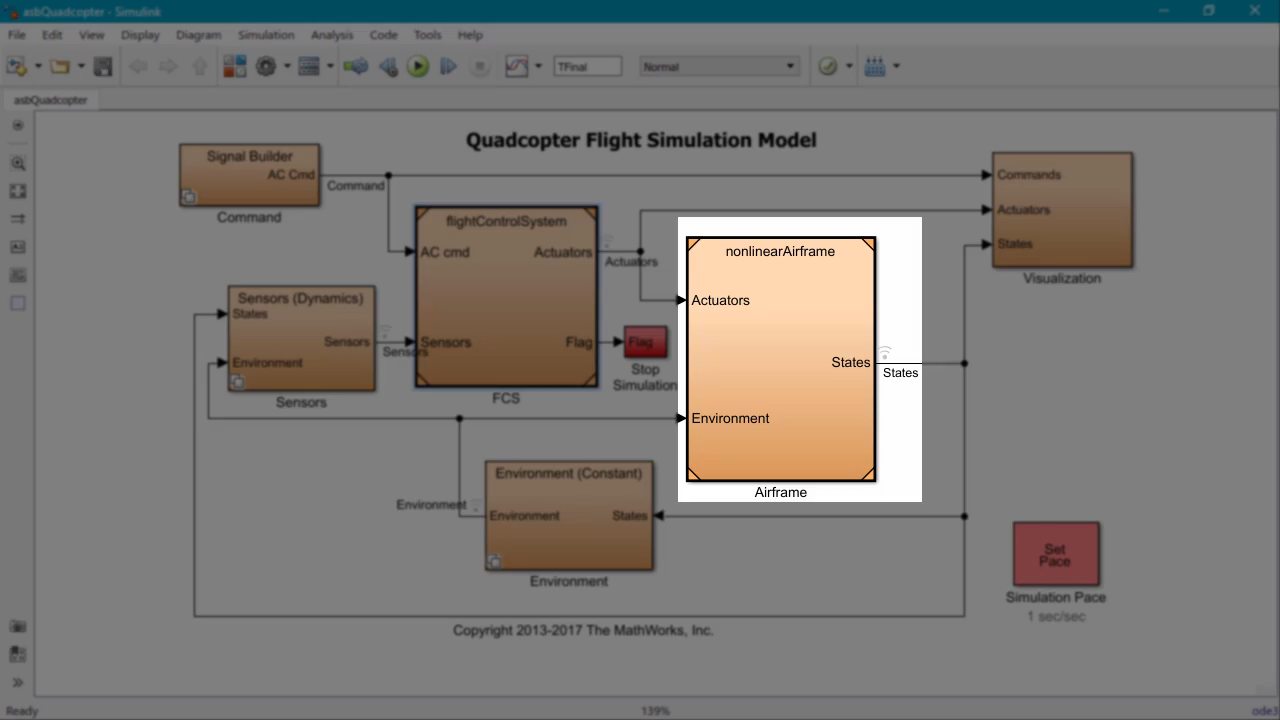 asbQuadcopter - Simulink
File Edit View Display Diagram Simulation Analysis Code Tools Help
TFinal
Normal
asbQuadcopter
Quadcopter Flight Simulation Model
Signal Builder
AC Cmd
Command
Command
flightControlSystem
AC cmd
Actuators
Actuators
Sensors
Flag
FCS
Flag
Stop
Simulation
Sensors (Dynamics)
States
Sensors
Environment
Sensors
Sensors
nonlinearAirframe
Actuators
States
States
Environment
Airframe
Commands
Actuators
States
Visualization
Environment (Constant)
Environment
Environment
States
Environment
Set
Pace
Simulation Pace
1 sec/sec
Copyright 2013-2017 The MathWorks, Inc.
Ready
139%
ode3